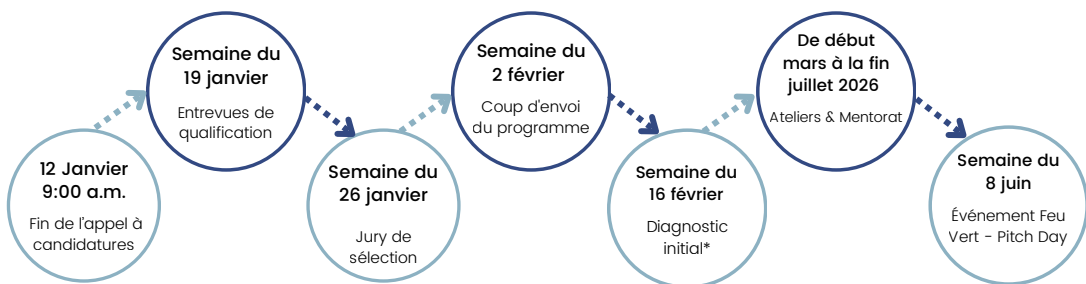 12 Janvier
9:00 a.m.
Fin de l'appel à
candidatures
Semaine du
19 janvier
Entrevues de
qualification
Semaine du
26 janvier
Jury de
sélection
Semaine du
2 février
Coup d'envoi
du programme
Semaine du
16 février
Diagnostic
initial*
De début
mars à la fin
juillet 2026
Ateliers & Mentorat
Semaine du
8 juin
Événement Feu
Vert - Pitch Day